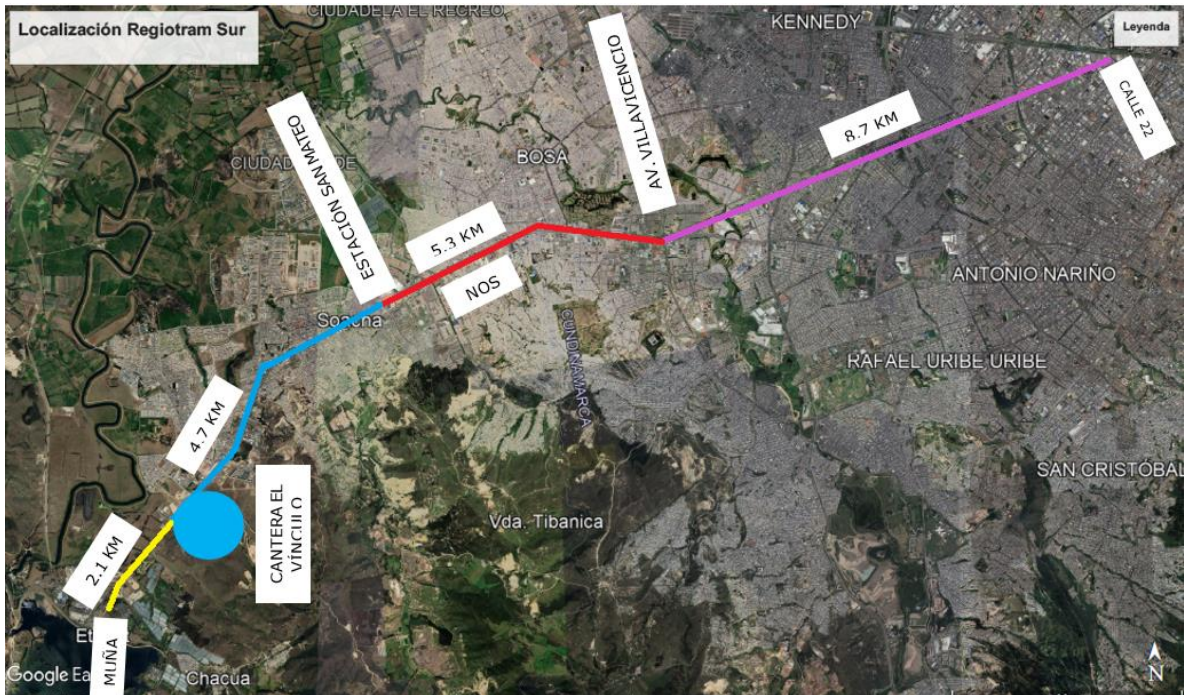 Localización Regiotram Sur
CIUDADELA EL RECREO
KENNEDY
Leyenda
AV. VILLAVICENCIO
8.7 KM
CALLE 22
ESTACIÓN SAN MATEO
BOSA
5.3 KM
NOS
ANTONIO NARIÑO
Soacha
CUNDINAMARCA
RAFAEL URIBE URIBE
4.7 KM
SAN CRISTÓBAL
CANTERA EL
VÍNCULO
Vda. Tibanica
2.1 KM
MUÑA
Chacua
Google Ea
N